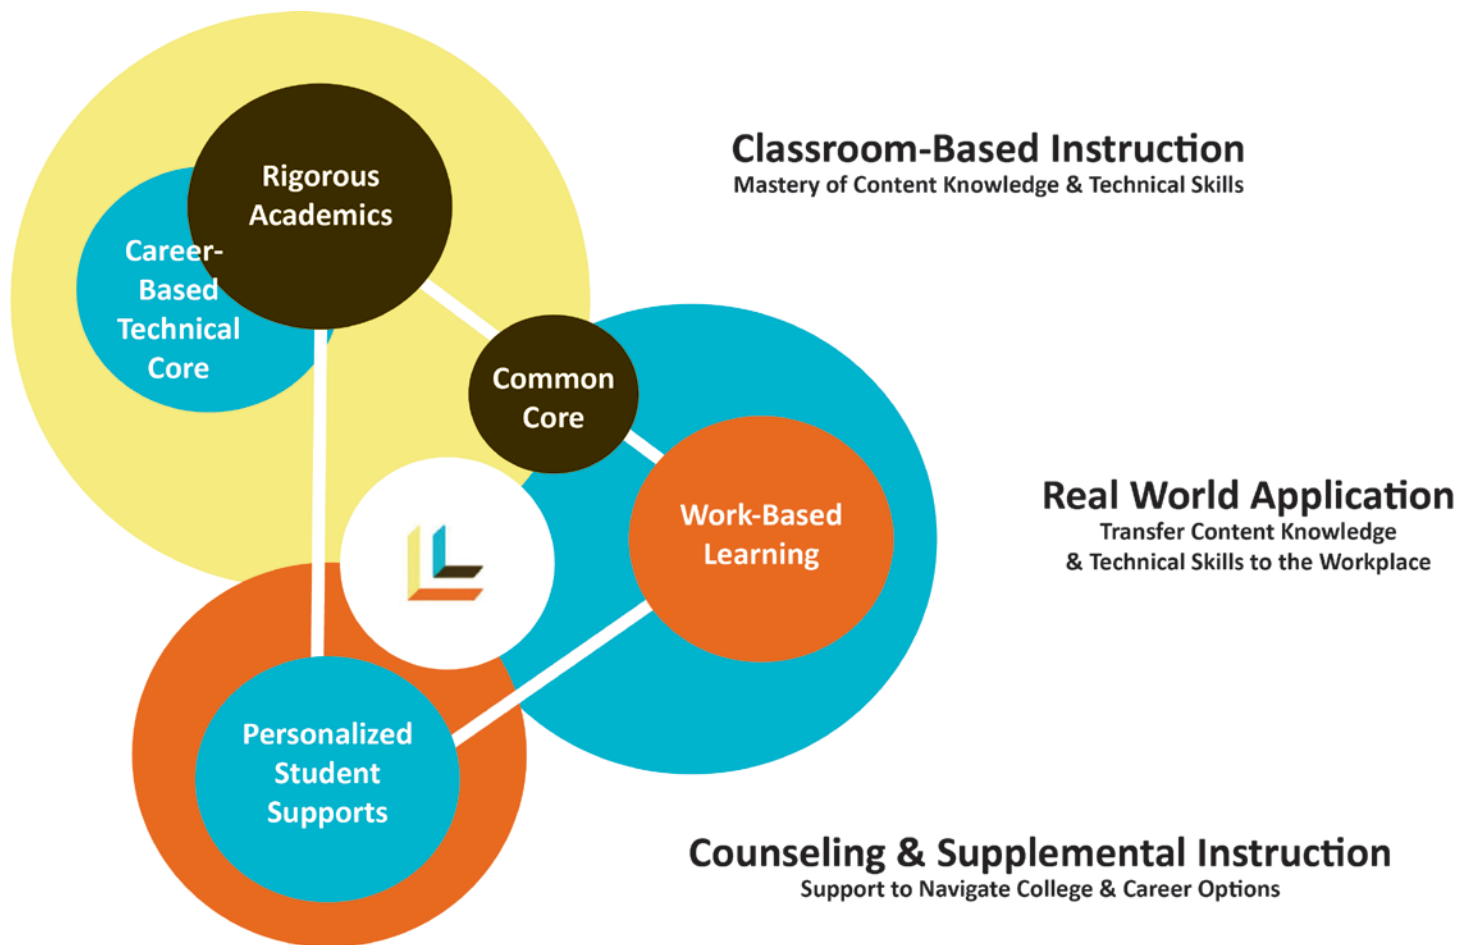 Rigorous
Academics
Career-
Based
Technical
Core
Common
Core
Work-Based
Learning
Personalized
Student
Supports
Classroom-Based Instruction
Mastery of Content Knowledge & Technical Skills
Real World Application
Transfer Content Knowledge
& Technical Skills to the Workplace
Counseling & Supplemental Instruction
Support to Navigate College & Career Options